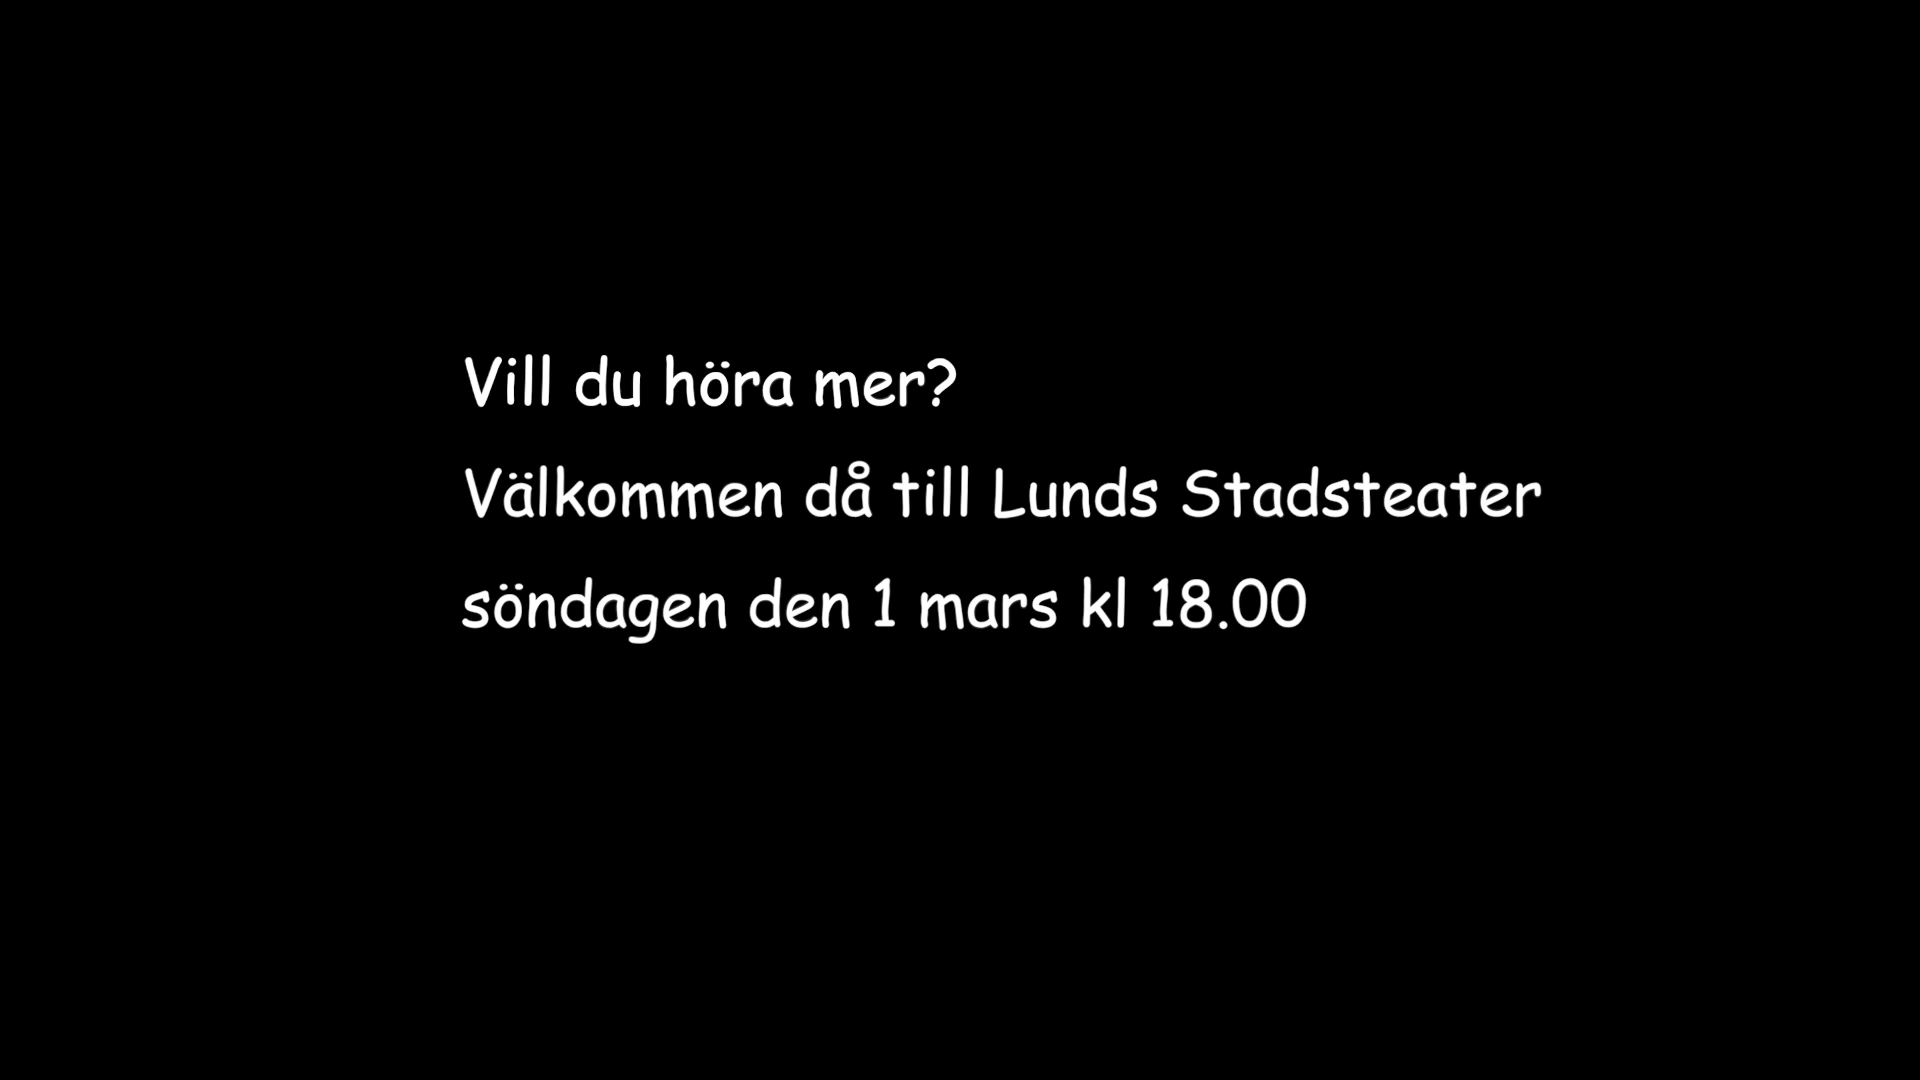 Vill du höra mer?
Välkommen då till Lunds Stadsteater
söndagen den 1 mars kl 18.00